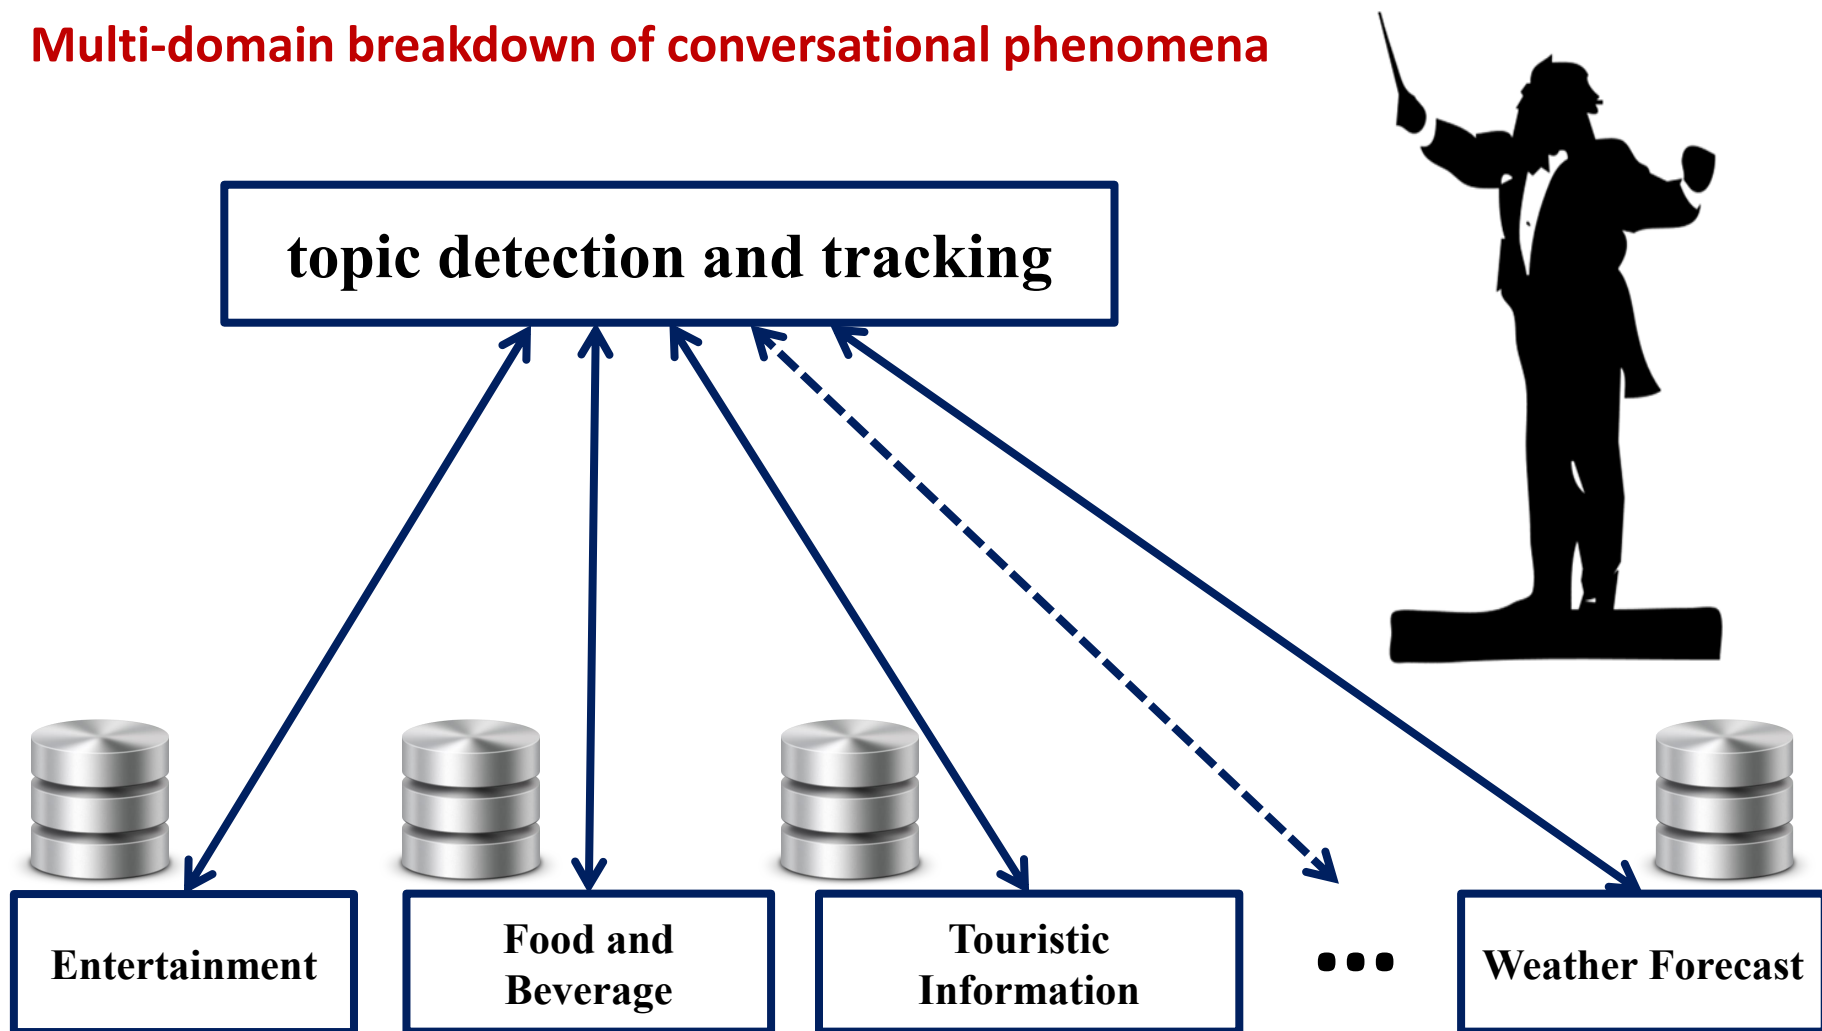 Multi-domain breakdown of conversational phenomena
topic detection and tracking
Entertainment
Food and
Beverage
Touristic
Information
...
Weather Forecast